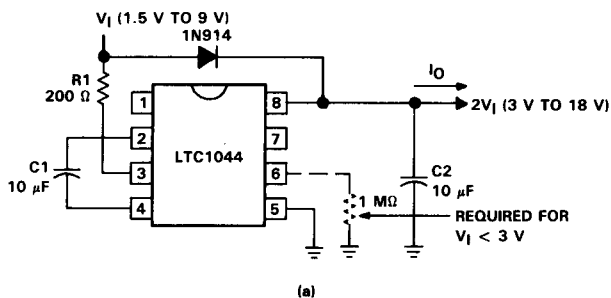 V_I (1.5 V TO 9 V)
1N914
R1
200 Ω
I_O
2V_I (3 V TO 18 V)
1
2
3
4
LTC1044
8
7
6
5
C1
10 μF
1 MΩ
C2
10 μF
REQUIRED FOR
V_I < 3 V
(a)